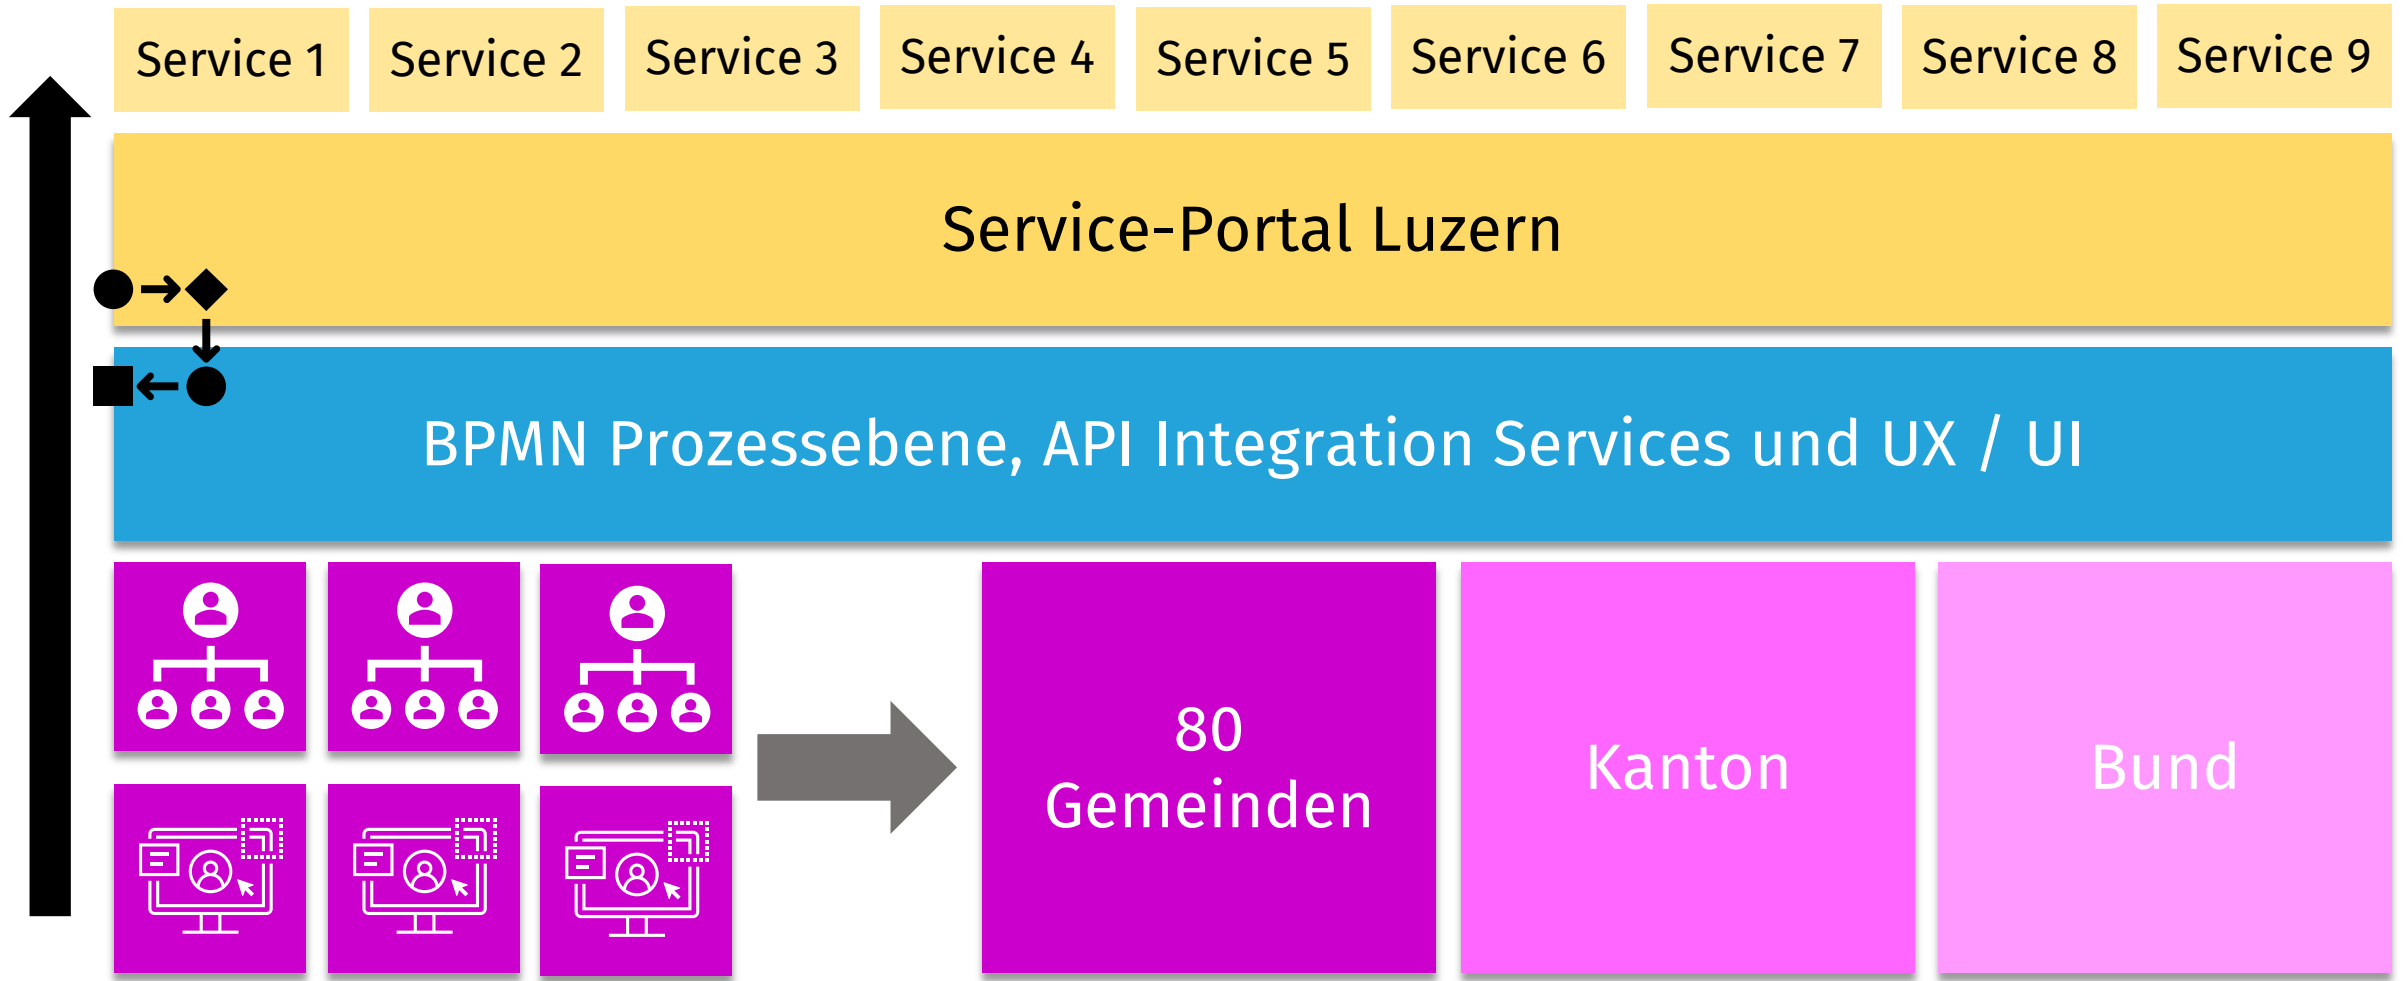 Service 1
Service 2
Service 3
Service 4
Service 5
Service 6
Service 7
Service 8
Service 9
Service-Portal Luzern
BPMN Prozessebene, API Integration Services und UX / UI
80
Gemeinden
Kanton
Bund